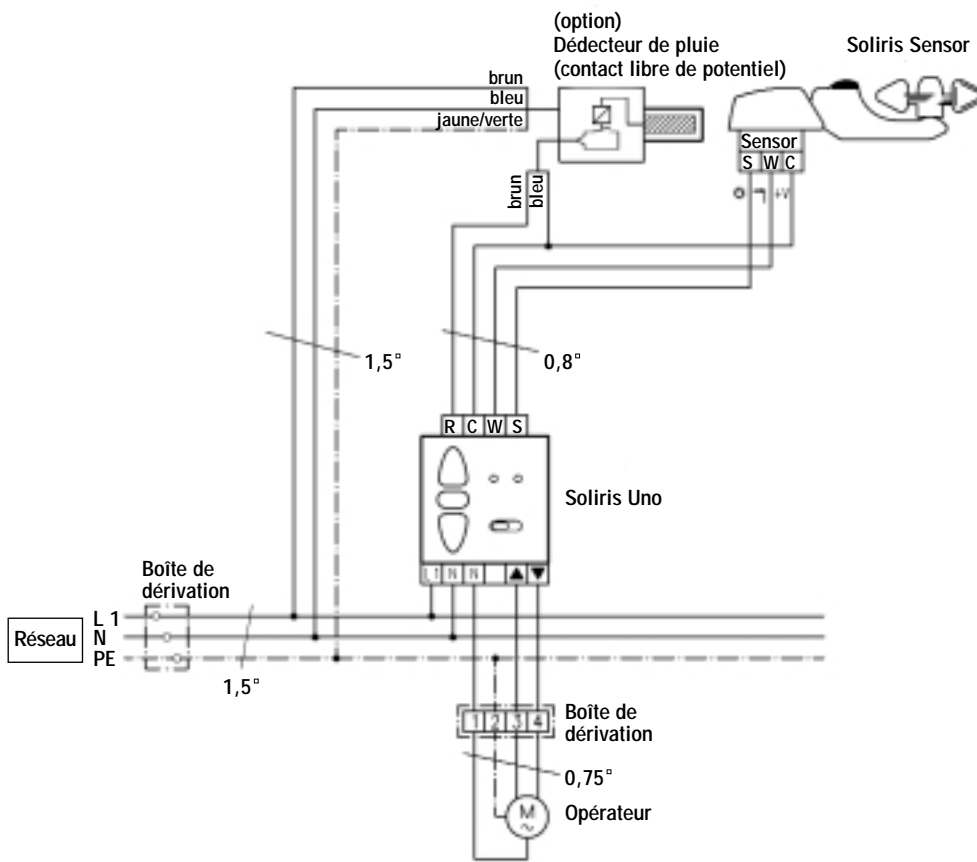 (option)
Dédecteur de pluie
(contact libre de potentiel)
Soliris Sensor
brun
bleu
jaune/verte
Sensor
S W C
+V
brun
bleu
1,5□
0,8□
R C W S
Soliris Uno
L1 N N ▲ ▼
Boîte de
dérivation
Réseau
L 1
N
PE
1,5□
1 2 3 4
Boîte de
dérivation
0,75□
M
~
Opérateur